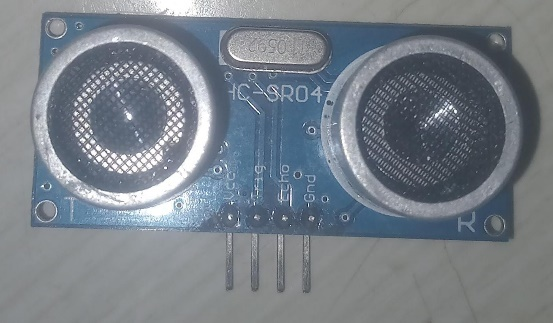 HC-SR04
Vcc
Trig
Echo
Gnd
T
R